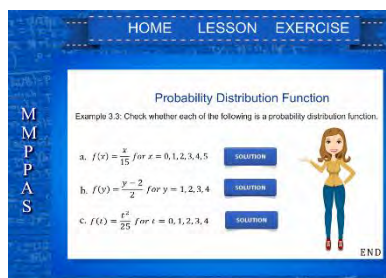 HOME LESSON EXERCISE
M
M
P
P
A
S
Probability Distribution Function
Example 3.3: Check whether each of the following is a probability distribution function.
a. f(x) = x/15 for x = 0, 1, 2, 3, 4, 5 SOLUTION
b. f(y) = y − 2/2 for y = 1, 2, 3, 4 SOLUTION
c. f(t) = t²/25 for t = 0, 1, 2, 3, 4 SOLUTION
END